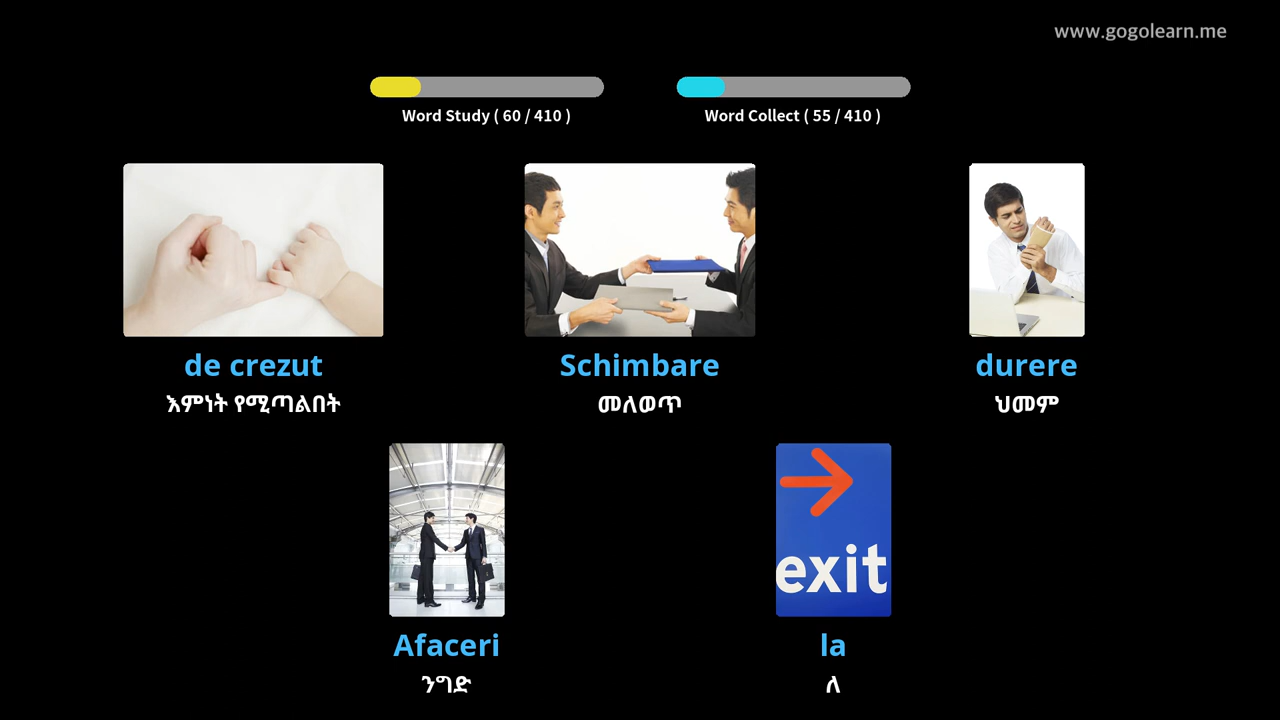 www.gogolearn.me
Word Study ( 60 / 410 )
Word Collect ( 55 / 410 )
de crezut
እምነት የሚጣልበት
Schimbare
መለወጥ
durere
ህመም
exit
Afaceri
ንግድ
la
ለ